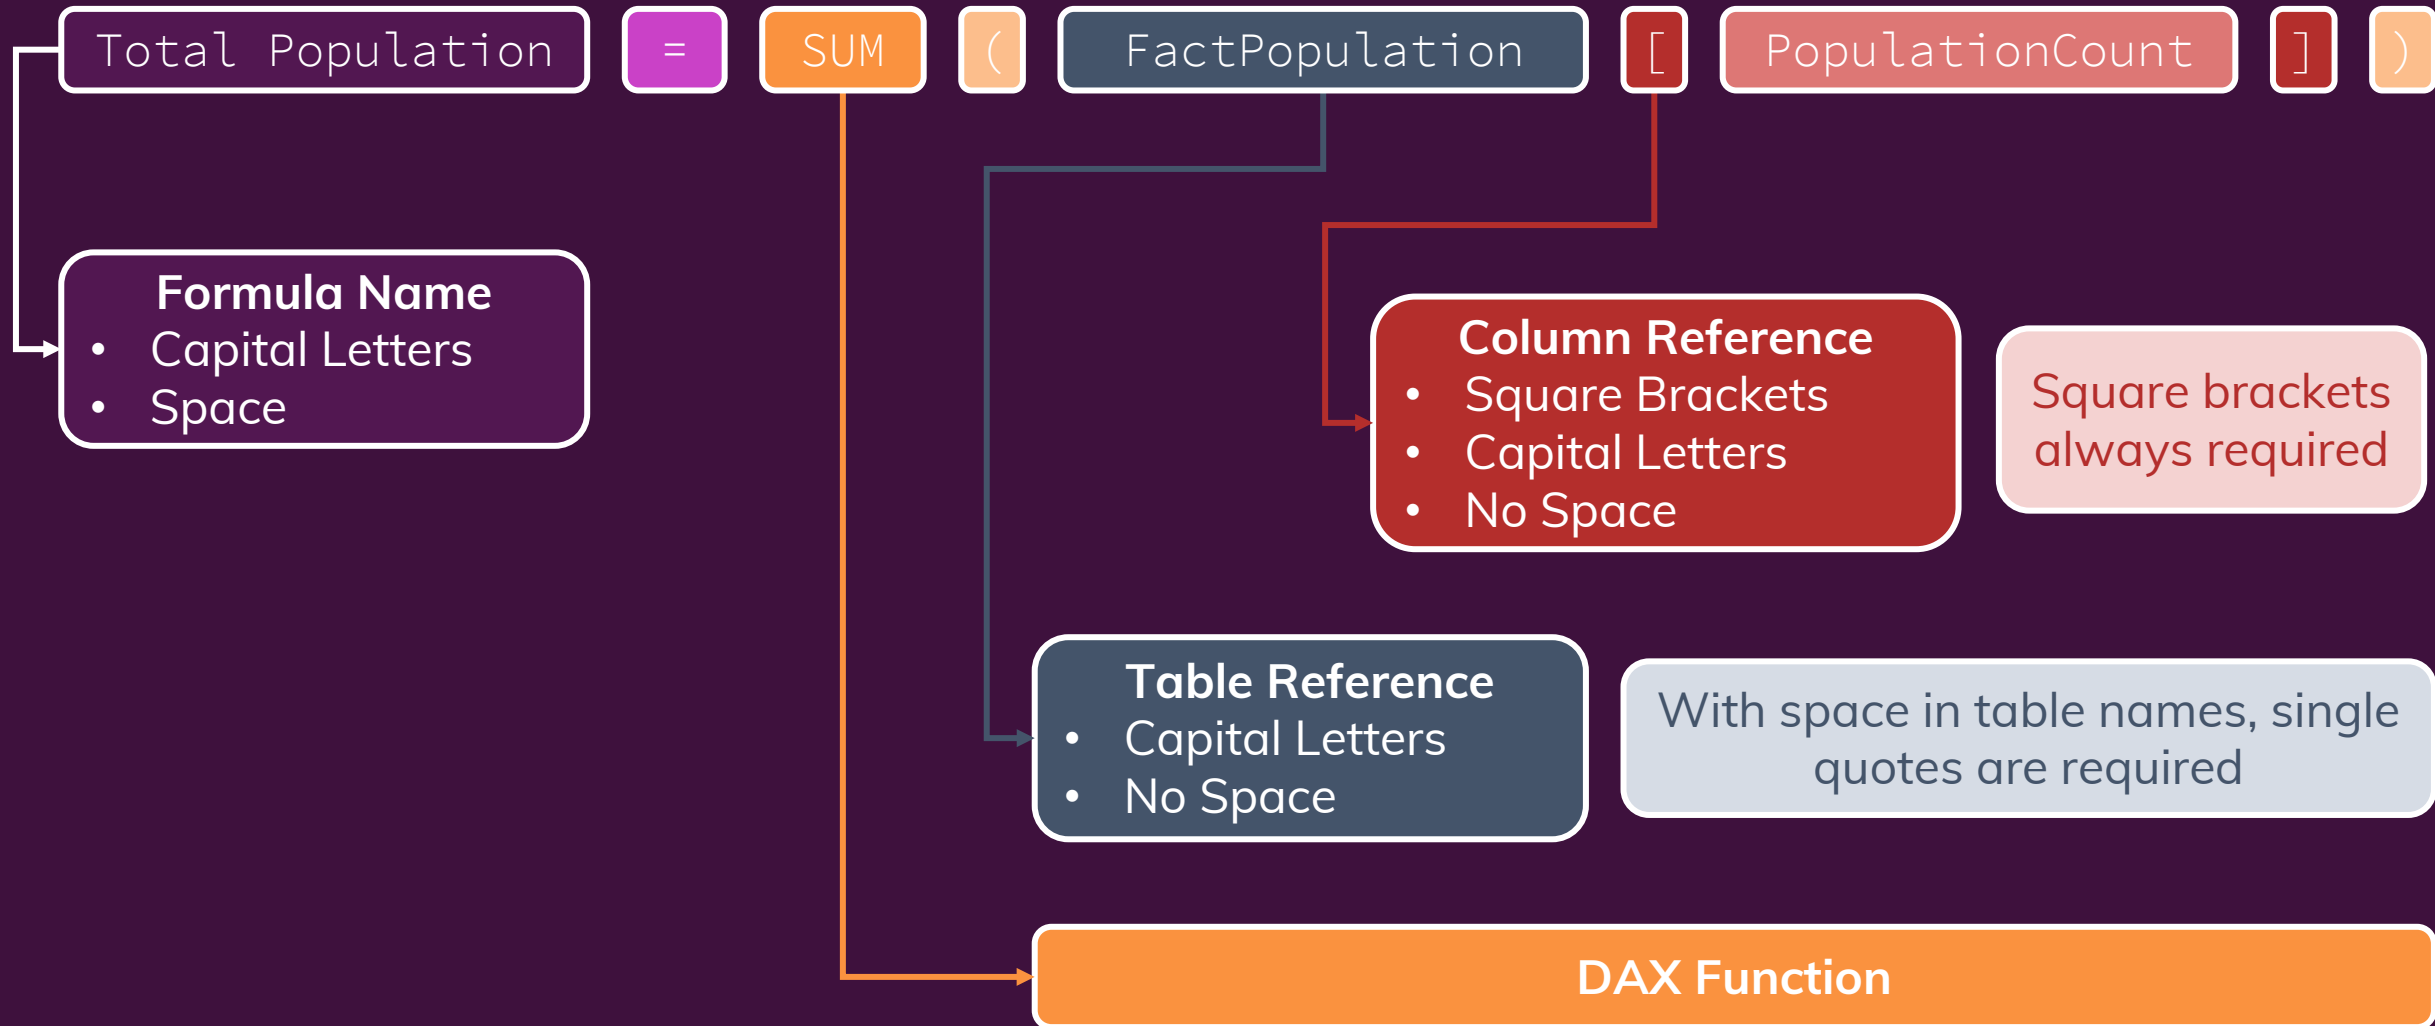 Total Population = SUM ( FactPopulation [ PopulationCount ] )
Formula Name
• Capital Letters
• Space
Column Reference
• Square Brackets
• Capital Letters
• No Space
Square brackets
always required
Table Reference
• Capital Letters
• No Space
With space in table names, single
quotes are required
DAX Function